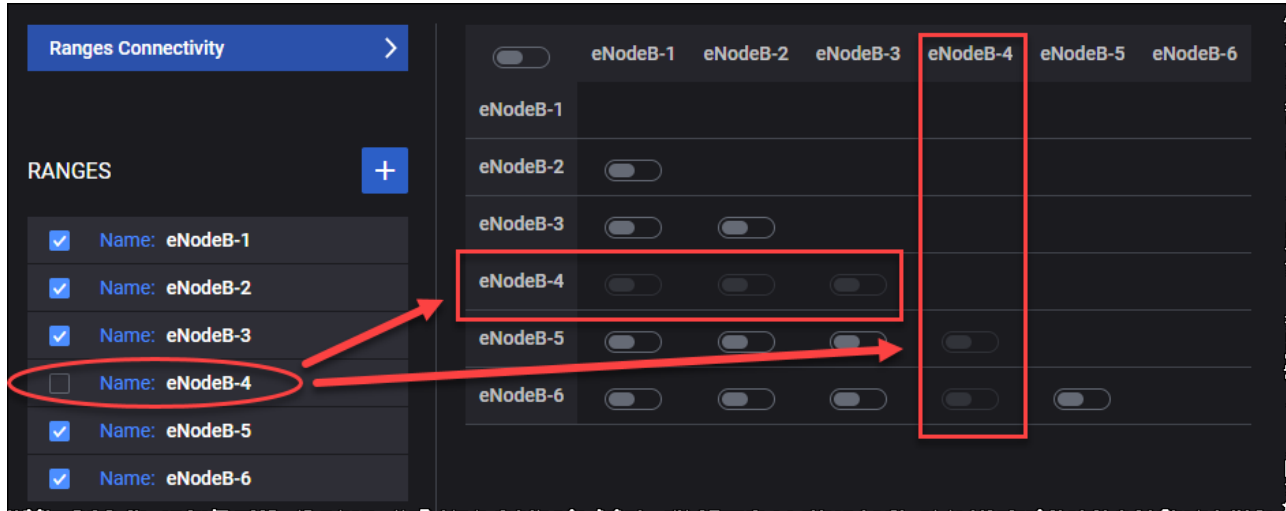 Ranges Connectivity
RANGES
Name: eNodeB-1
Name: eNodeB-2
Name: eNodeB-3
Name: eNodeB-4
Name: eNodeB-5
Name: eNodeB-6
eNodeB-1 eNodeB-2 eNodeB-3 eNodeB-4 eNodeB-5 eNodeB-6
eNodeB-1
eNodeB-2
eNodeB-3
eNodeB-4
eNodeB-5
eNodeB-6